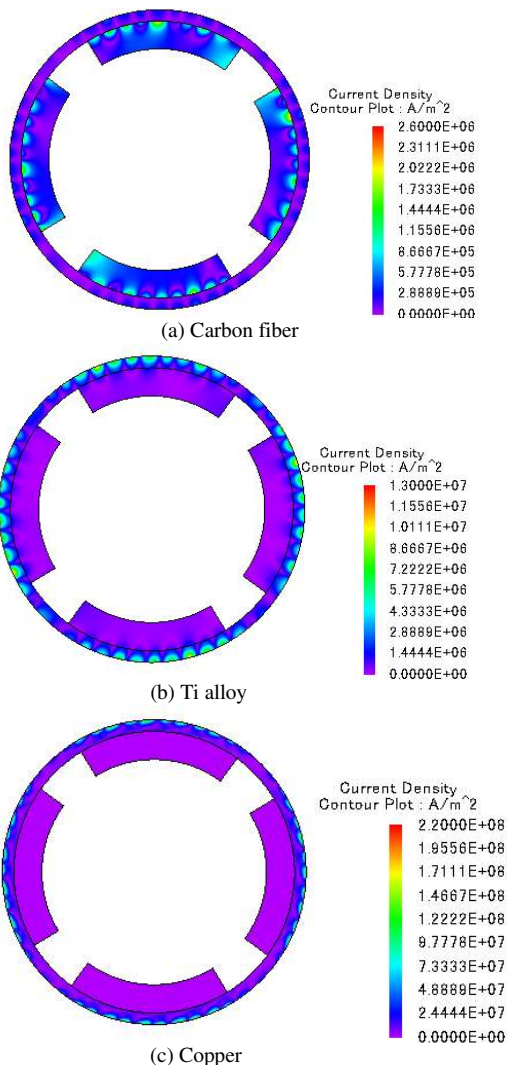 Current Density
Contour Plot : A/m^2
2.6000E+06
2.3111E+06
2.0222E+06
1.7333E+06
1.4444E+06
1.1556E+06
8.6667E+05
5.7778E+05
2.8889E+05
0.0000E+00
(a) Carbon fiber
Current Density
Contour Plot : A/m^2
1.3000E+07
1.1556E+07
1.0111E+07
8.6667E+06
7.2222E+06
5.7778E+06
4.3333E+06
2.8889E+06
1.4444E+06
0.0000E+00
(b) Ti alloy
Current Density
Contour Plot : A/m^2
2.2000E+08
1.9556E+08
1.7111E+08
1.4667E+08
1.2222E+08
9.7778E+07
7.3333E+07
4.8889E+07
2.4444E+07
0.0000E+00
(c) Copper